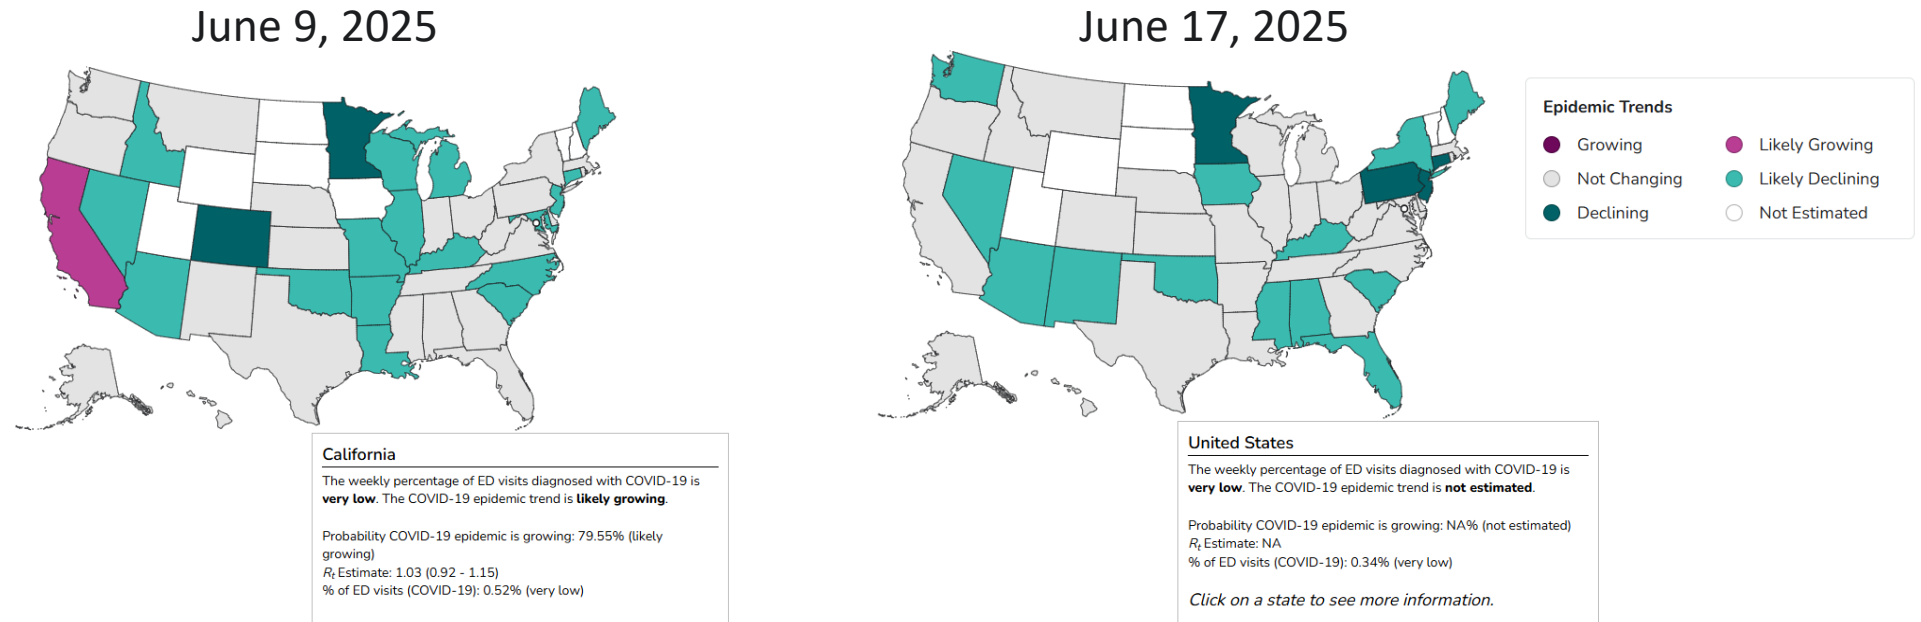 June 9, 2025
June 17, 2025
Epidemic Trends
Growing
Likely Growing
Not Changing
Likely Declining
Declining
Not Estimated
California
The weekly percentage of ED visits diagnosed with COVID-19 is
very low. The COVID-19 epidemic trend is likely growing.
Probability COVID-19 epidemic is growing: 79.55% (likely
growing)
Rt Estimate: 1.03 (0.92 - 1.15)
% of ED visits (COVID-19): 0.52% (very low)
United States
The weekly percentage of ED visits diagnosed with COVID-19 is
very low. The COVID-19 epidemic trend is not estimated.
Probability COVID-19 epidemic is growing: NA% (not estimated)
Rt Estimate: NA
% of ED visits (COVID-19): 0.34% (very low)
Click on a state to see more information.